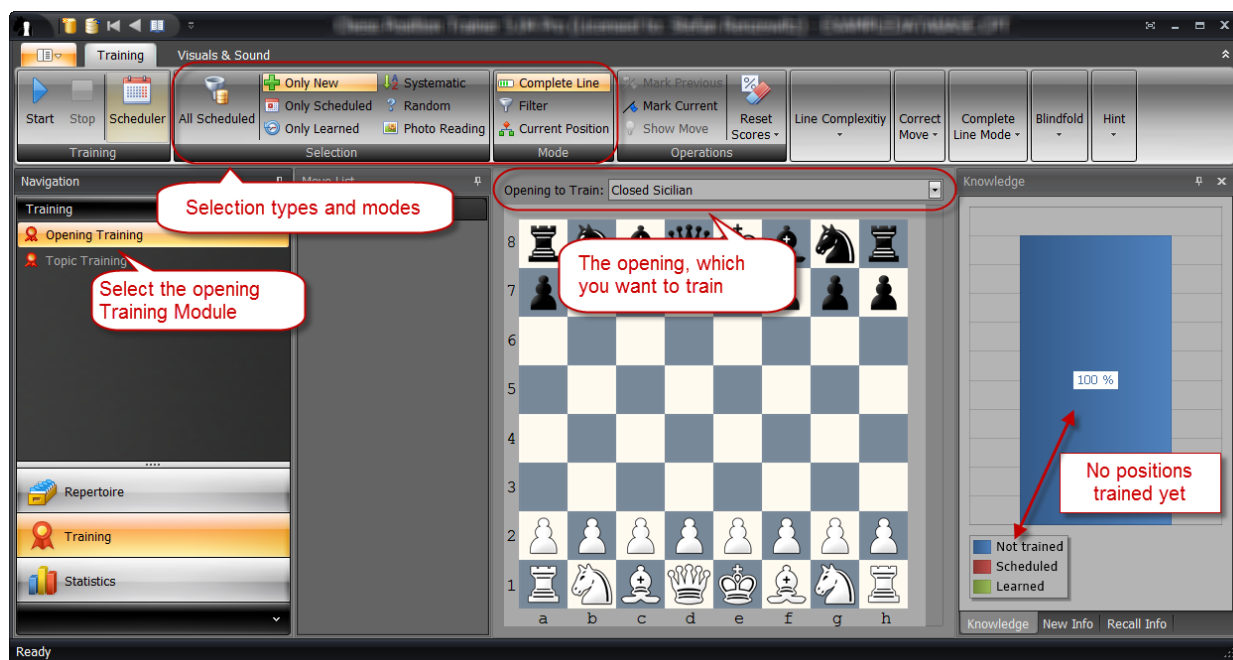 Training
Visuals & Sound
Start
Stop
Scheduler
Training
All Scheduled
Only New
Only Scheduled
Only Learned
Systematic
Random
Photo Reading
Selection
Complete Line
Filter
Current Position
Mode
Mark Previous
Mark Current
Show Move
Reset
Scores
Operations
Line Complexitiy
Correct
Move
Complete
Line Mode
Blindfold
Hint
Navigation
Training
Opening Training
Topic Training
Select the opening
Training Module
Repertoire
Training
Statistics
Move List
Selection types and modes
Opening to Train: Closed Sicilian
The opening, which
you want to train
8
7
6
5
4
3
2
1
a b c d e f g h
Knowledge
100 %
No positions
trained yet
Not trained
Scheduled
Learned
Knowledge New Info Recall Info
Ready